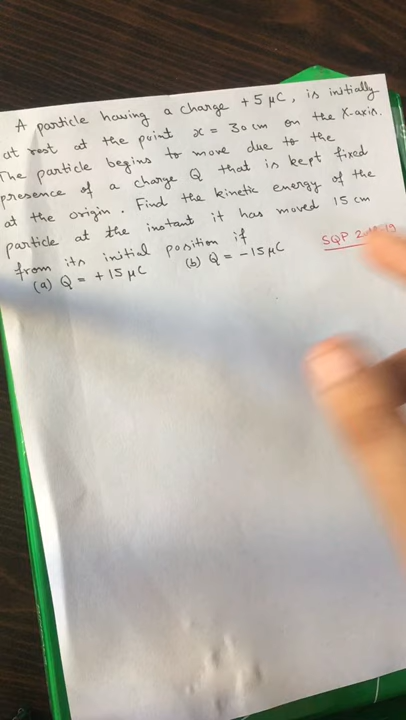 A particle having a charge +5 μC, is initially
at rest at the point x = 30 cm on the X-axis.
The particle begins to move due to the
presence of a charge Q that is kept fixed
at the origin. Find the kinetic energy of the
particle at the instant it has moved 15 cm
from its initial position if
(a) Q = +15 μC (b) Q = -15 μC
SQP